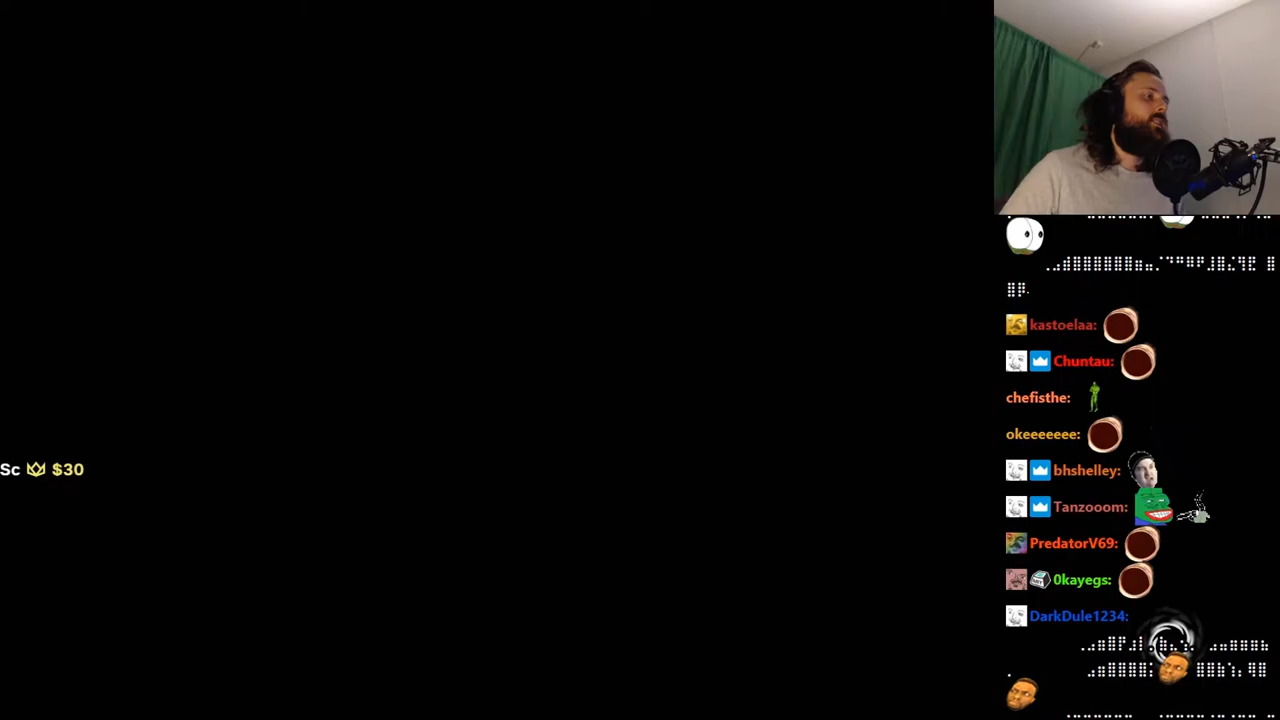 kastoelaa:
Chuntau:
chefisthe:
okeeeeeee:
Sc $30
bhshelley:
Tanzooom:
PredatorV69:
0kayegs:
DarkDule1234: